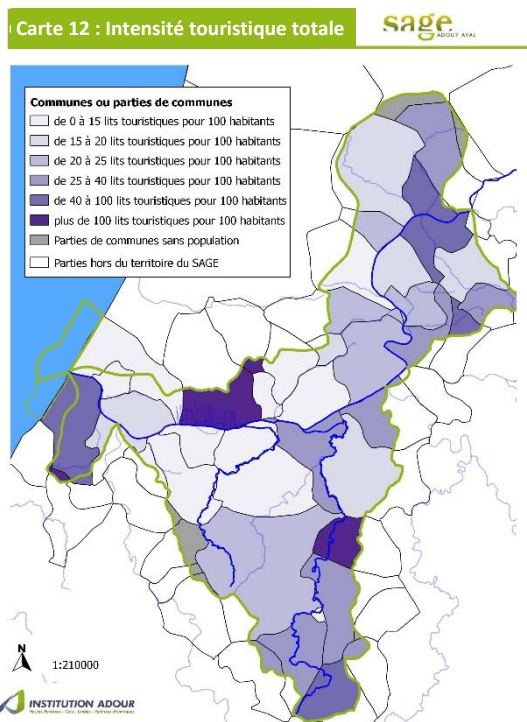 Carte 12 : Intensité touristique totale
sage
ADOUR AVAL
Communes ou parties de communes
de 0 à 15 lits touristiques pour 100 habitants
de 15 à 20 lits touristiques pour 100 habitants
de 20 à 25 lits touristiques pour 100 habitants
de 25 à 40 lits touristiques pour 100 habitants
de 40 à 100 lits touristiques pour 100 habitants
plus de 100 lits touristiques pour 100 habitants
Parties de communes sans population
Parties hors du territoire du SAGE
N
1:210000
INSTITUTION ADOUR